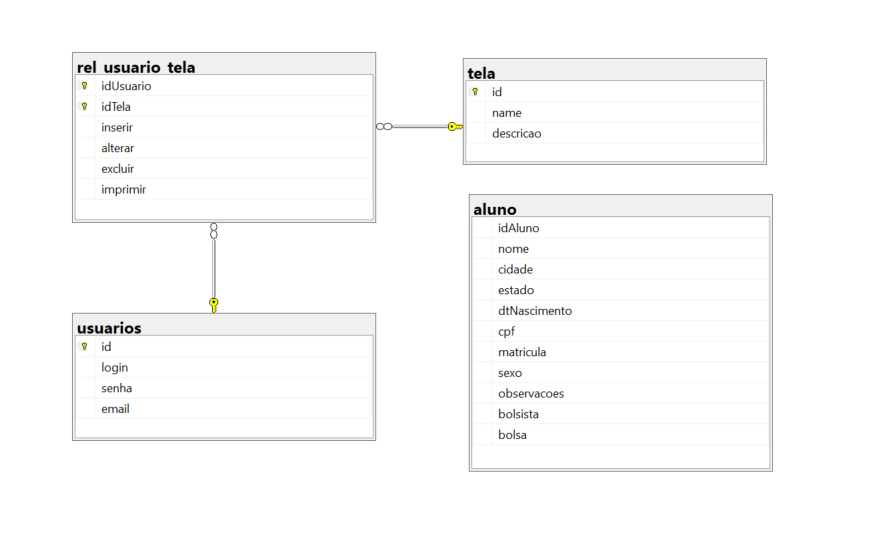 rel_usuario_tela
idUsuario
idTela
inserir
alterar
excluir
imprimir
tela
id
name
descricao
aluno
idAluno
nome
cidade
estado
dtNascimento
cpf
matricula
sexo
observacoes
bolsista
bolsa
usuarios
id
login
senha
email